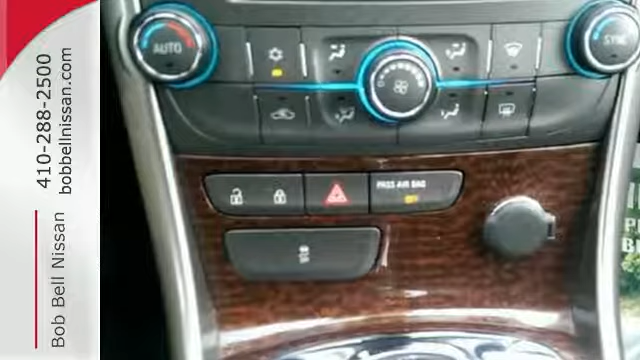 410-288-2500
bobbellnissan.com
Bob Bell Nissan
AUTO
SYNC
PASS AIR BAG